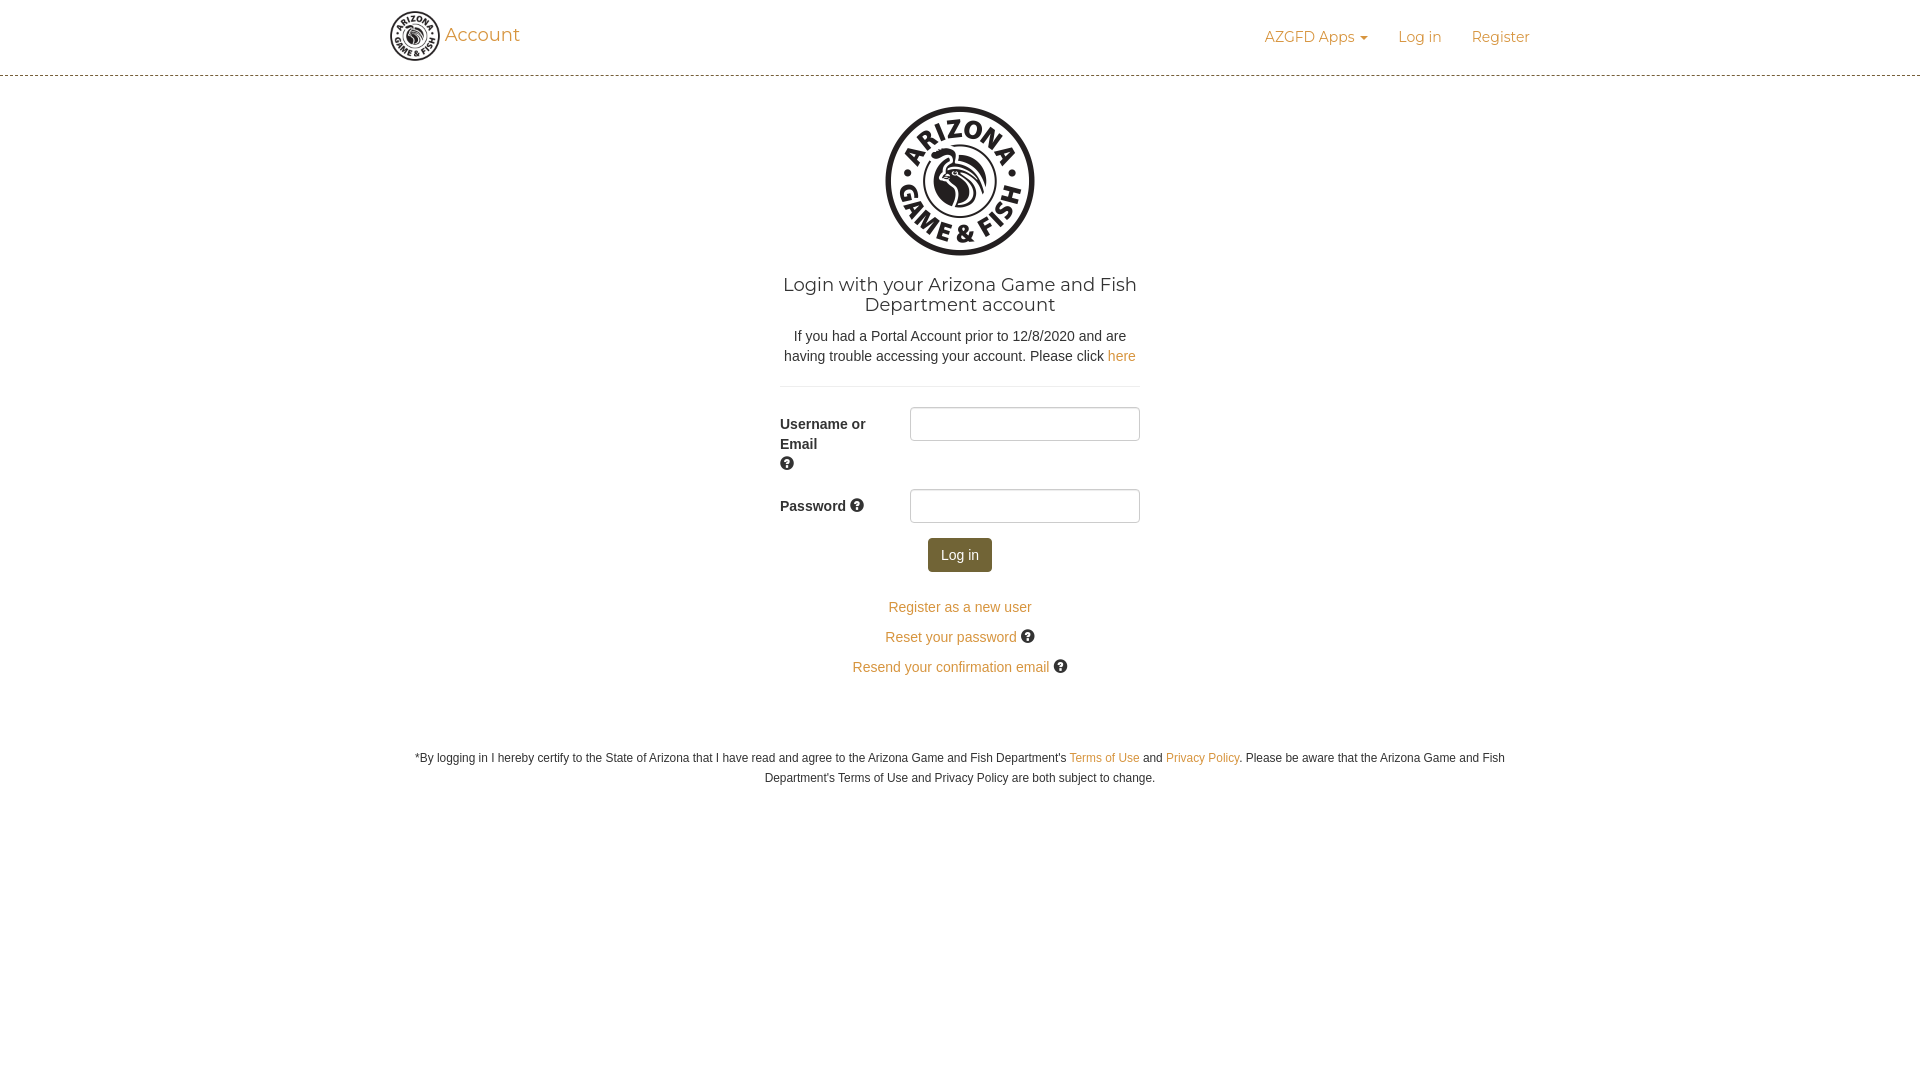 ARIZONA GAME & FISH
Account
AZGFD Apps
Log in
Register
ARIZONA
GAME & FISH
Login with your Arizona Game and Fish
Department account
If you had a Portal Account prior to 12/8/2020 and are
having trouble accessing your account. Please click here
Username or
Email
Password
Log in
Register as a new user
Reset your password
Resend your confirmation email
*By logging in I hereby certify to the State of Arizona that I have read and agree to the Arizona Game and Fish Department's Terms of Use and Privacy Policy. Please be aware that the Arizona Game and Fish
Department's Terms of Use and Privacy Policy are both subject to change.